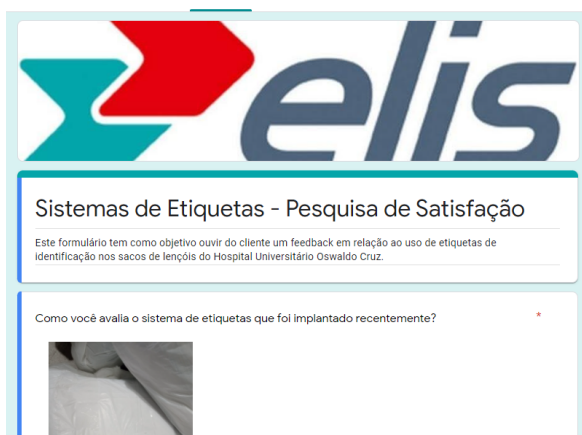 elis
Sistemas de Etiquetas - Pesquisa de Satisfação
Este formulário tem como objetivo ouvir do cliente um feedback em relação ao uso de etiquetas de
identificação nos sacos de lençóis do Hospital Universitário Oswaldo Cruz.
Como você avalia o sistema de etiquetas que foi implantado recentemente? *